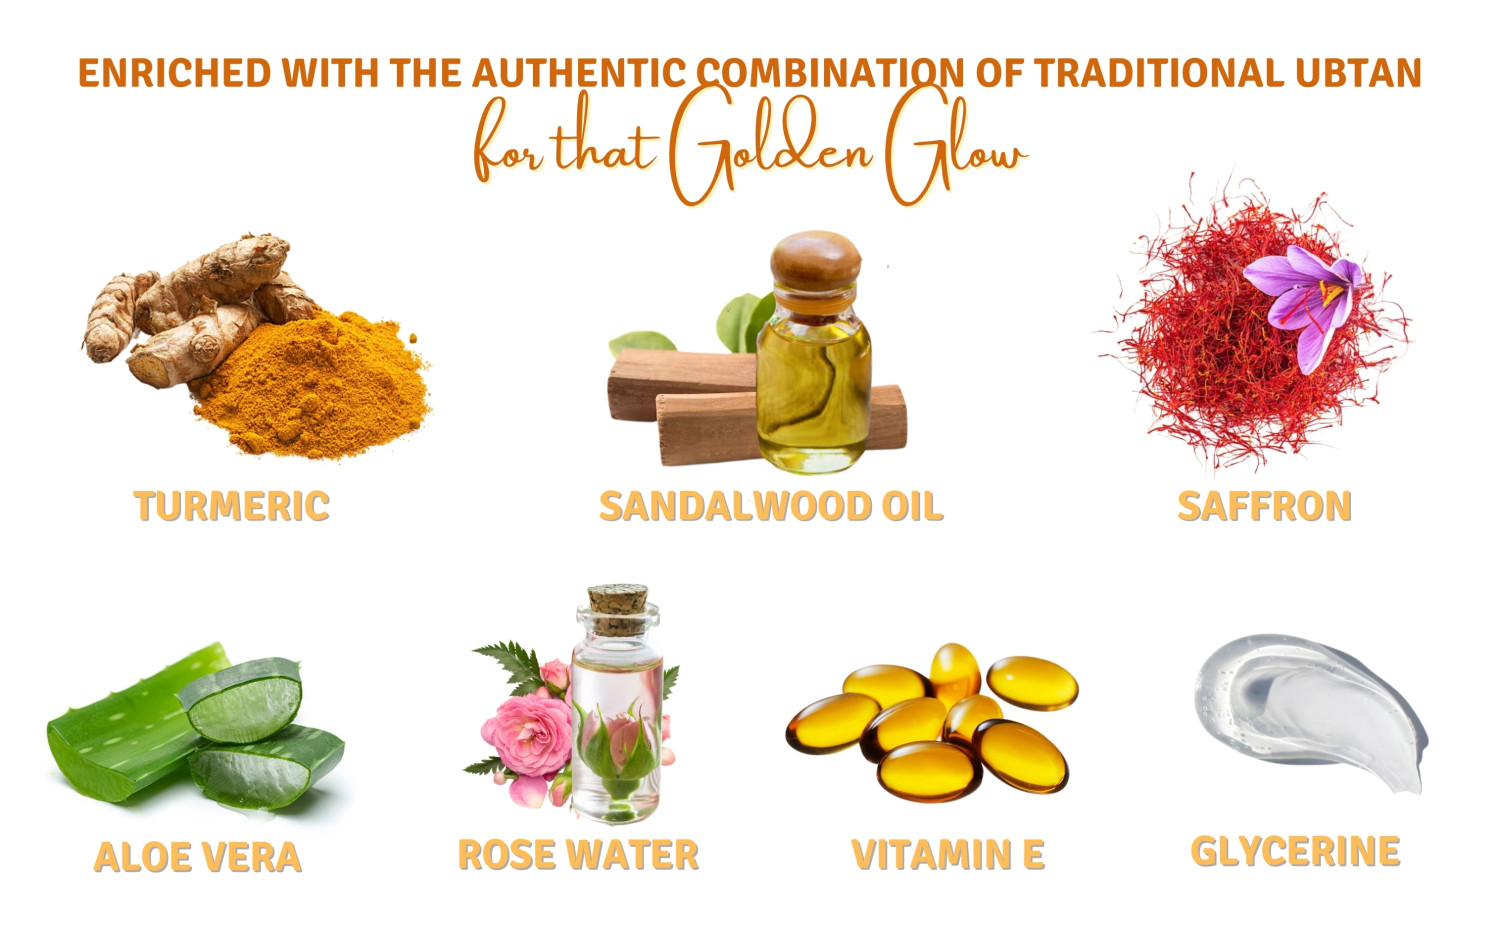 ENRICHED WITH THE AUTHENTIC COMBINATION OF TRADITIONAL UBTAN
for that Golden Glow
TURMERIC
SANDALWOOD OIL
SAFFRON
ALOE VERA
ROSE WATER
VITAMIN E
GLYCERINE